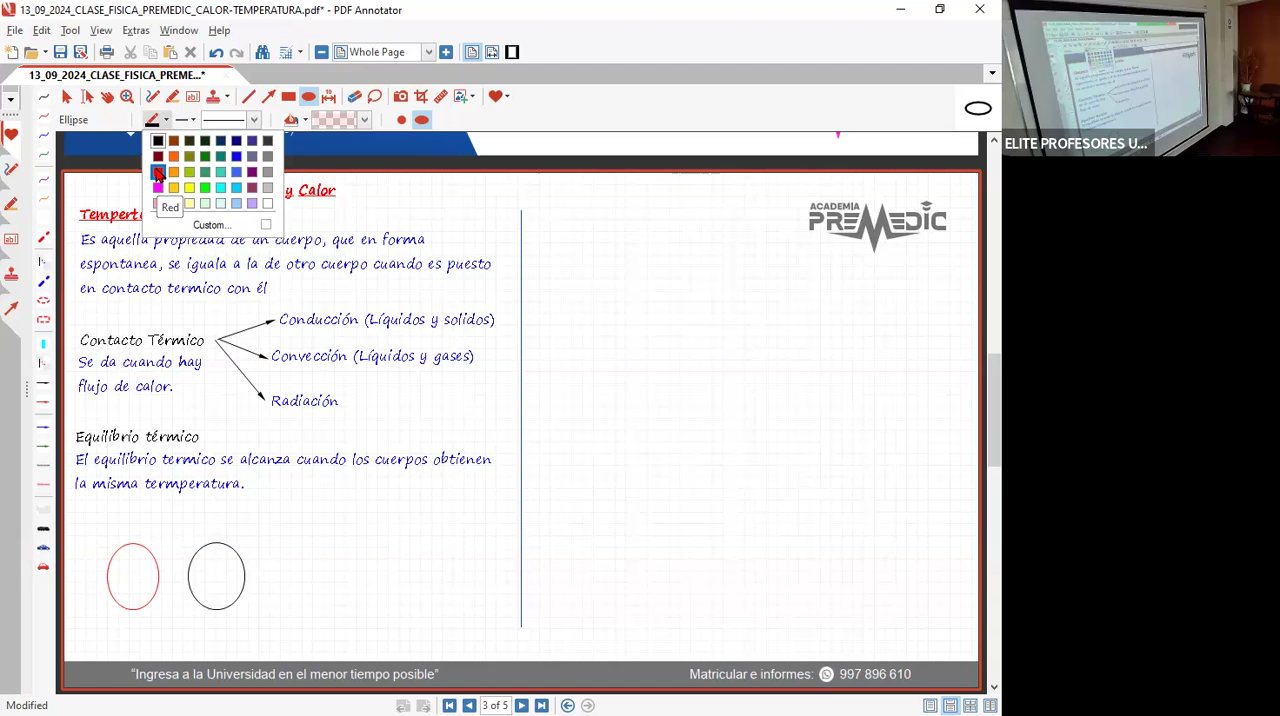 13_09_2024_CLASE_FISICA_PREMEDIC_CALOR-TEMPERATURA.pdf* - PDF Annotator
File Edit Tool View Extras Window Help
Whole Page
13_09_2024_CLASE_FISICA_PREME...*
Ellipse
Red
Custom...
y Calor
Tempert
ACADEMIA
PREMEDIC
Es aquella propiedad de un cuerpo, que en forma
espontanea, se iguala a la de otro cuerpo cuando es puesto
en contacto termico con él
Conducción (Líquidos y solidos)
Contacto Térmico
Convección (Líquidos y gases)
Se da cuando hay
flujo de calor.
Radiación
Equilibrio térmico
El equilibrio termico se alcanza cuando los cuerpos obtienen
la misma termperatura.
“Ingresa a la Universidad en el menor tiempo posible”
Matricular e informes: 997 896 610
Modified
3 of 5
ELITE PROFESORES U...